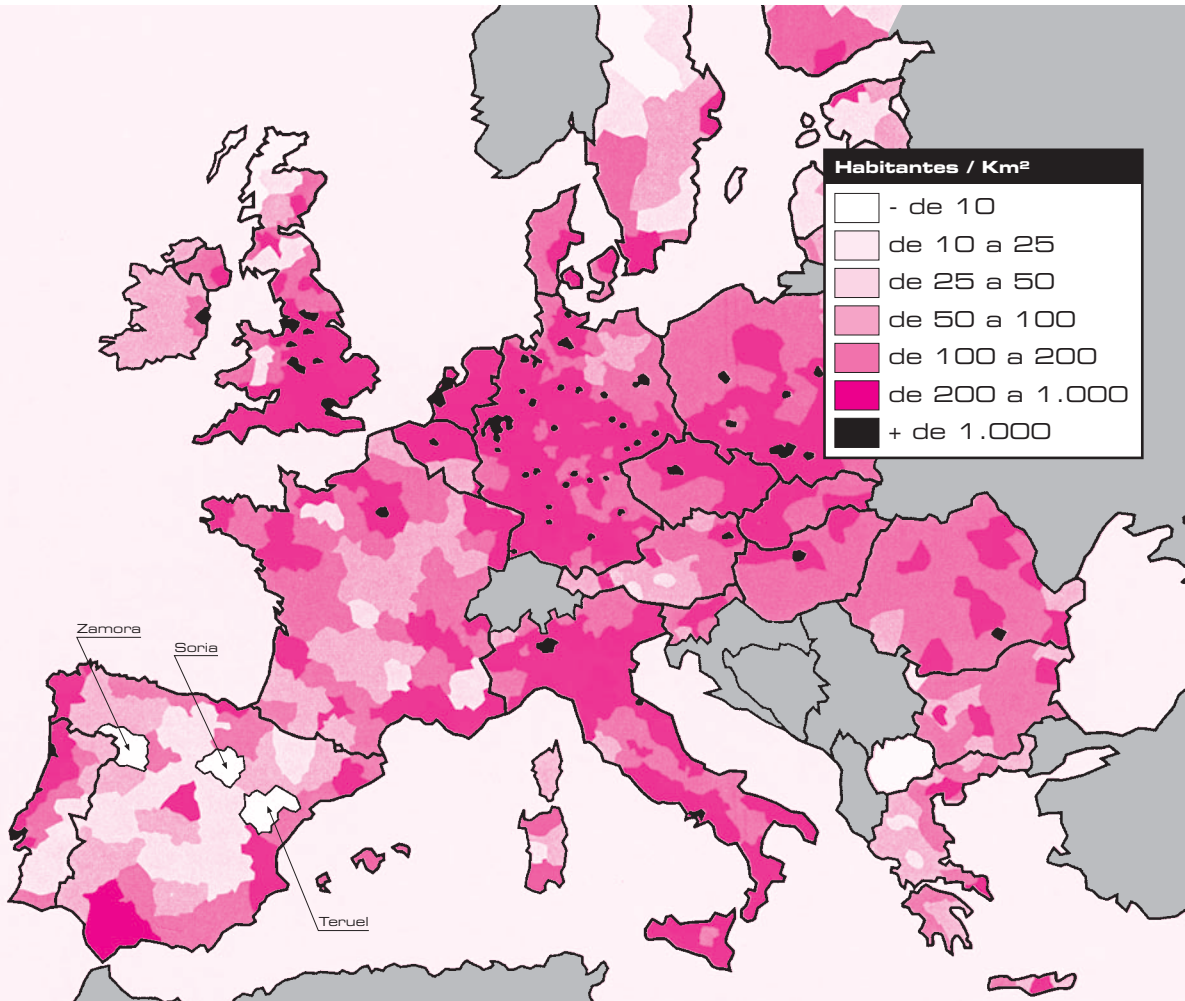 Habitantes / Km²
- de 10
de 10 a 25
de 25 a 50
de 50 a 100
de 100 a 200
de 200 a 1.000
+ de 1.000
Zamora
Soria
Teruel